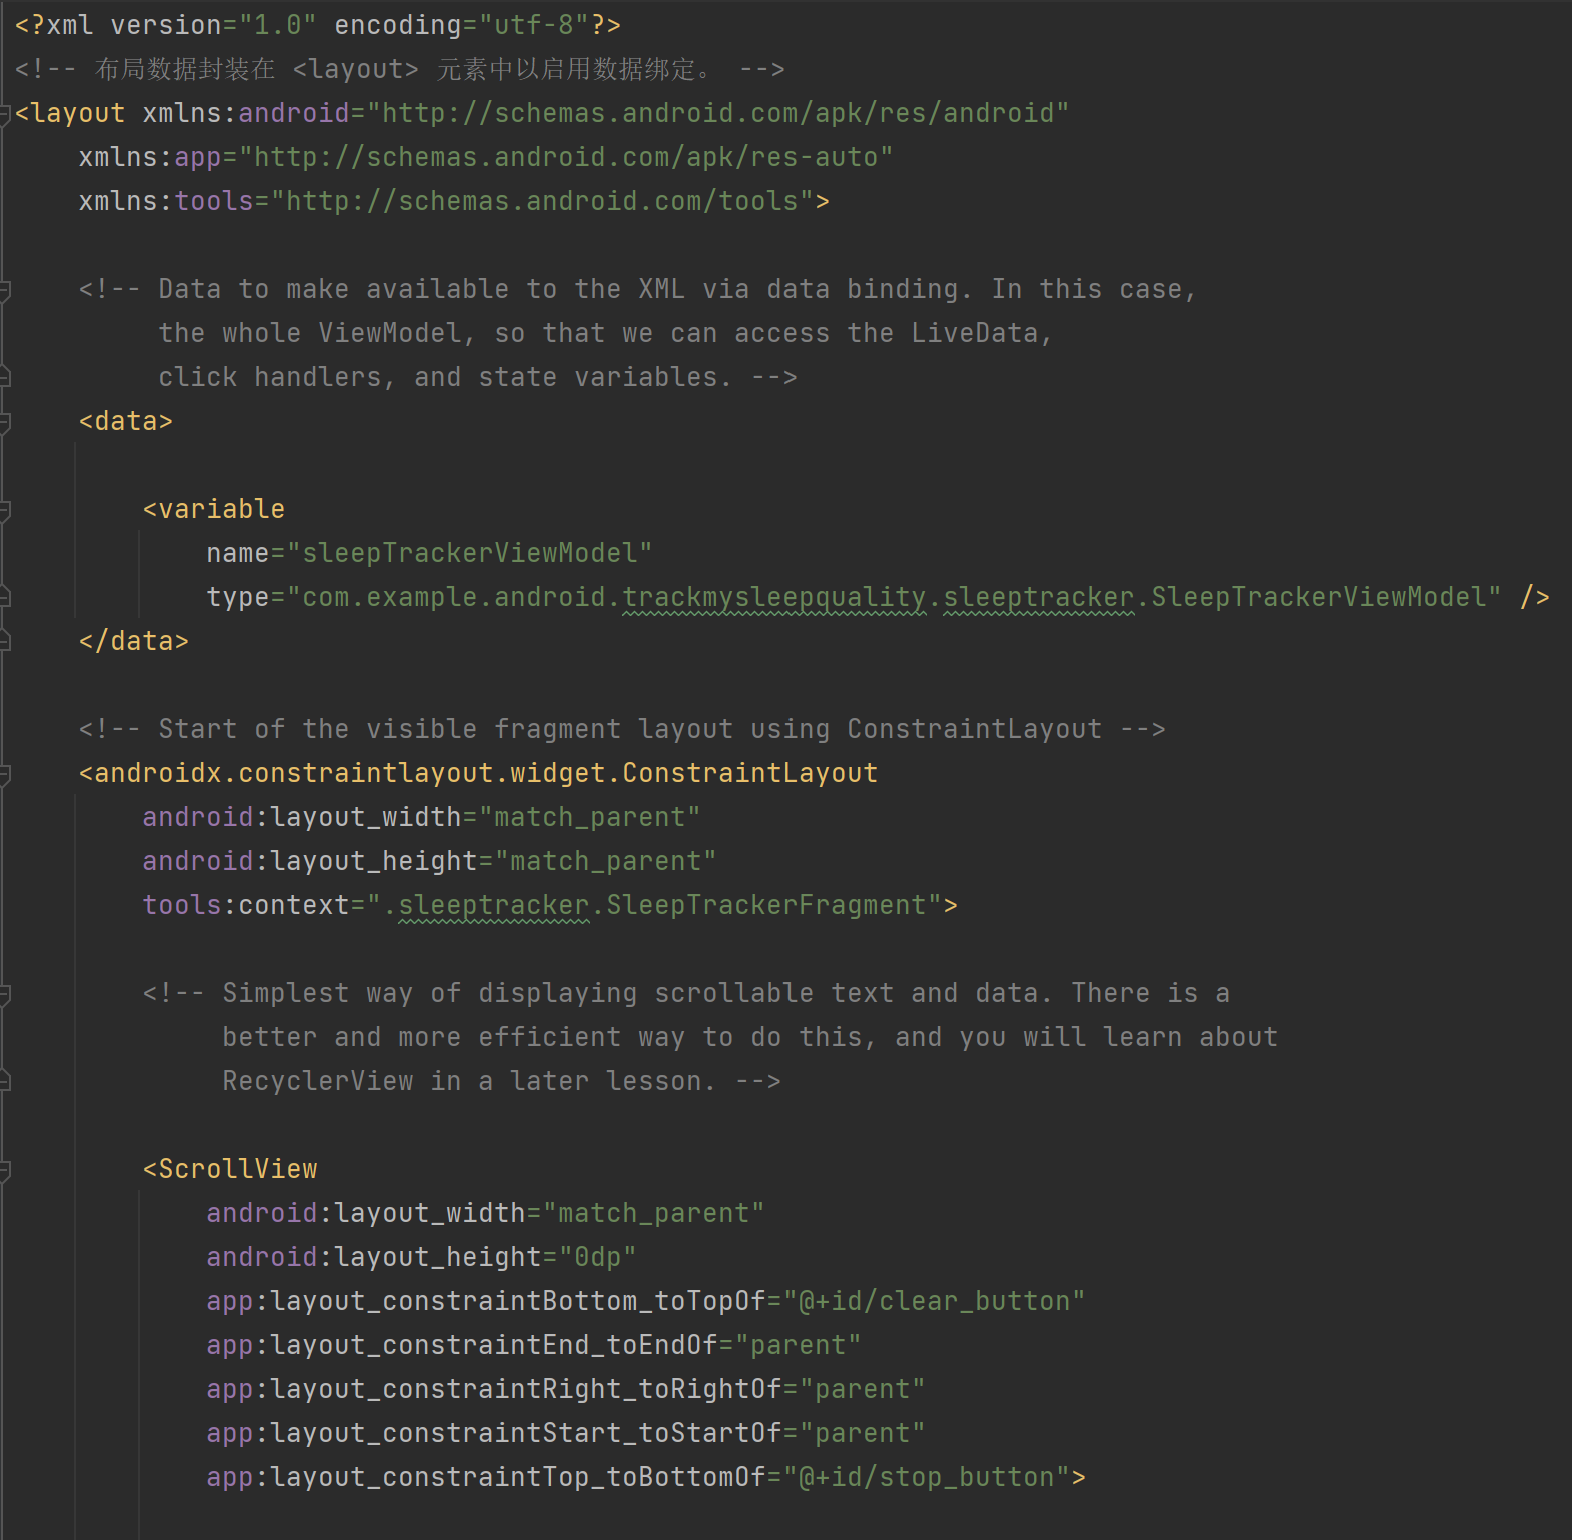 <?xml version="1.0" encoding="utf-8"?>
<!-- 布局数据封装在 <layout> 元素中以启用数据绑定。 -->
<layout xmlns:android="http://schemas.android.com/apk/res/android"
    xmlns:app="http://schemas.android.com/apk/res-auto"
    xmlns:tools="http://schemas.android.com/tools">

    <!-- Data to make available to the XML via data binding. In this case,
         the whole ViewModel, so that we can access the LiveData,
         click handlers, and state variables. -->
    <data>

        <variable
            name="sleepTrackerViewModel"
            type="com.example.android.trackmysleepquality.sleeptracker.SleepTrackerViewModel" />
    </data>

    <!-- Start of the visible fragment layout using ConstraintLayout -->
    <androidx.constraintlayout.widget.ConstraintLayout
        android:layout_width="match_parent"
        android:layout_height="match_parent"
        tools:context=".sleeptracker.SleepTrackerFragment">

        <!-- Simplest way of displaying scrollable text and data. There is a
             better and more efficient way to do this, and you will learn about
             RecyclerView in a later lesson. -->

        <ScrollView
            android:layout_width="match_parent"
            android:layout_height="0dp"
            app:layout_constraintBottom_toTopOf="@+id/clear_button"
            app:layout_constraintEnd_toEndOf="parent"
            app:layout_constraintRight_toRightOf="parent"
            app:layout_constraintStart_toStartOf="parent"
            app:layout_constraintTop_toBottomOf="@+id/stop_button">